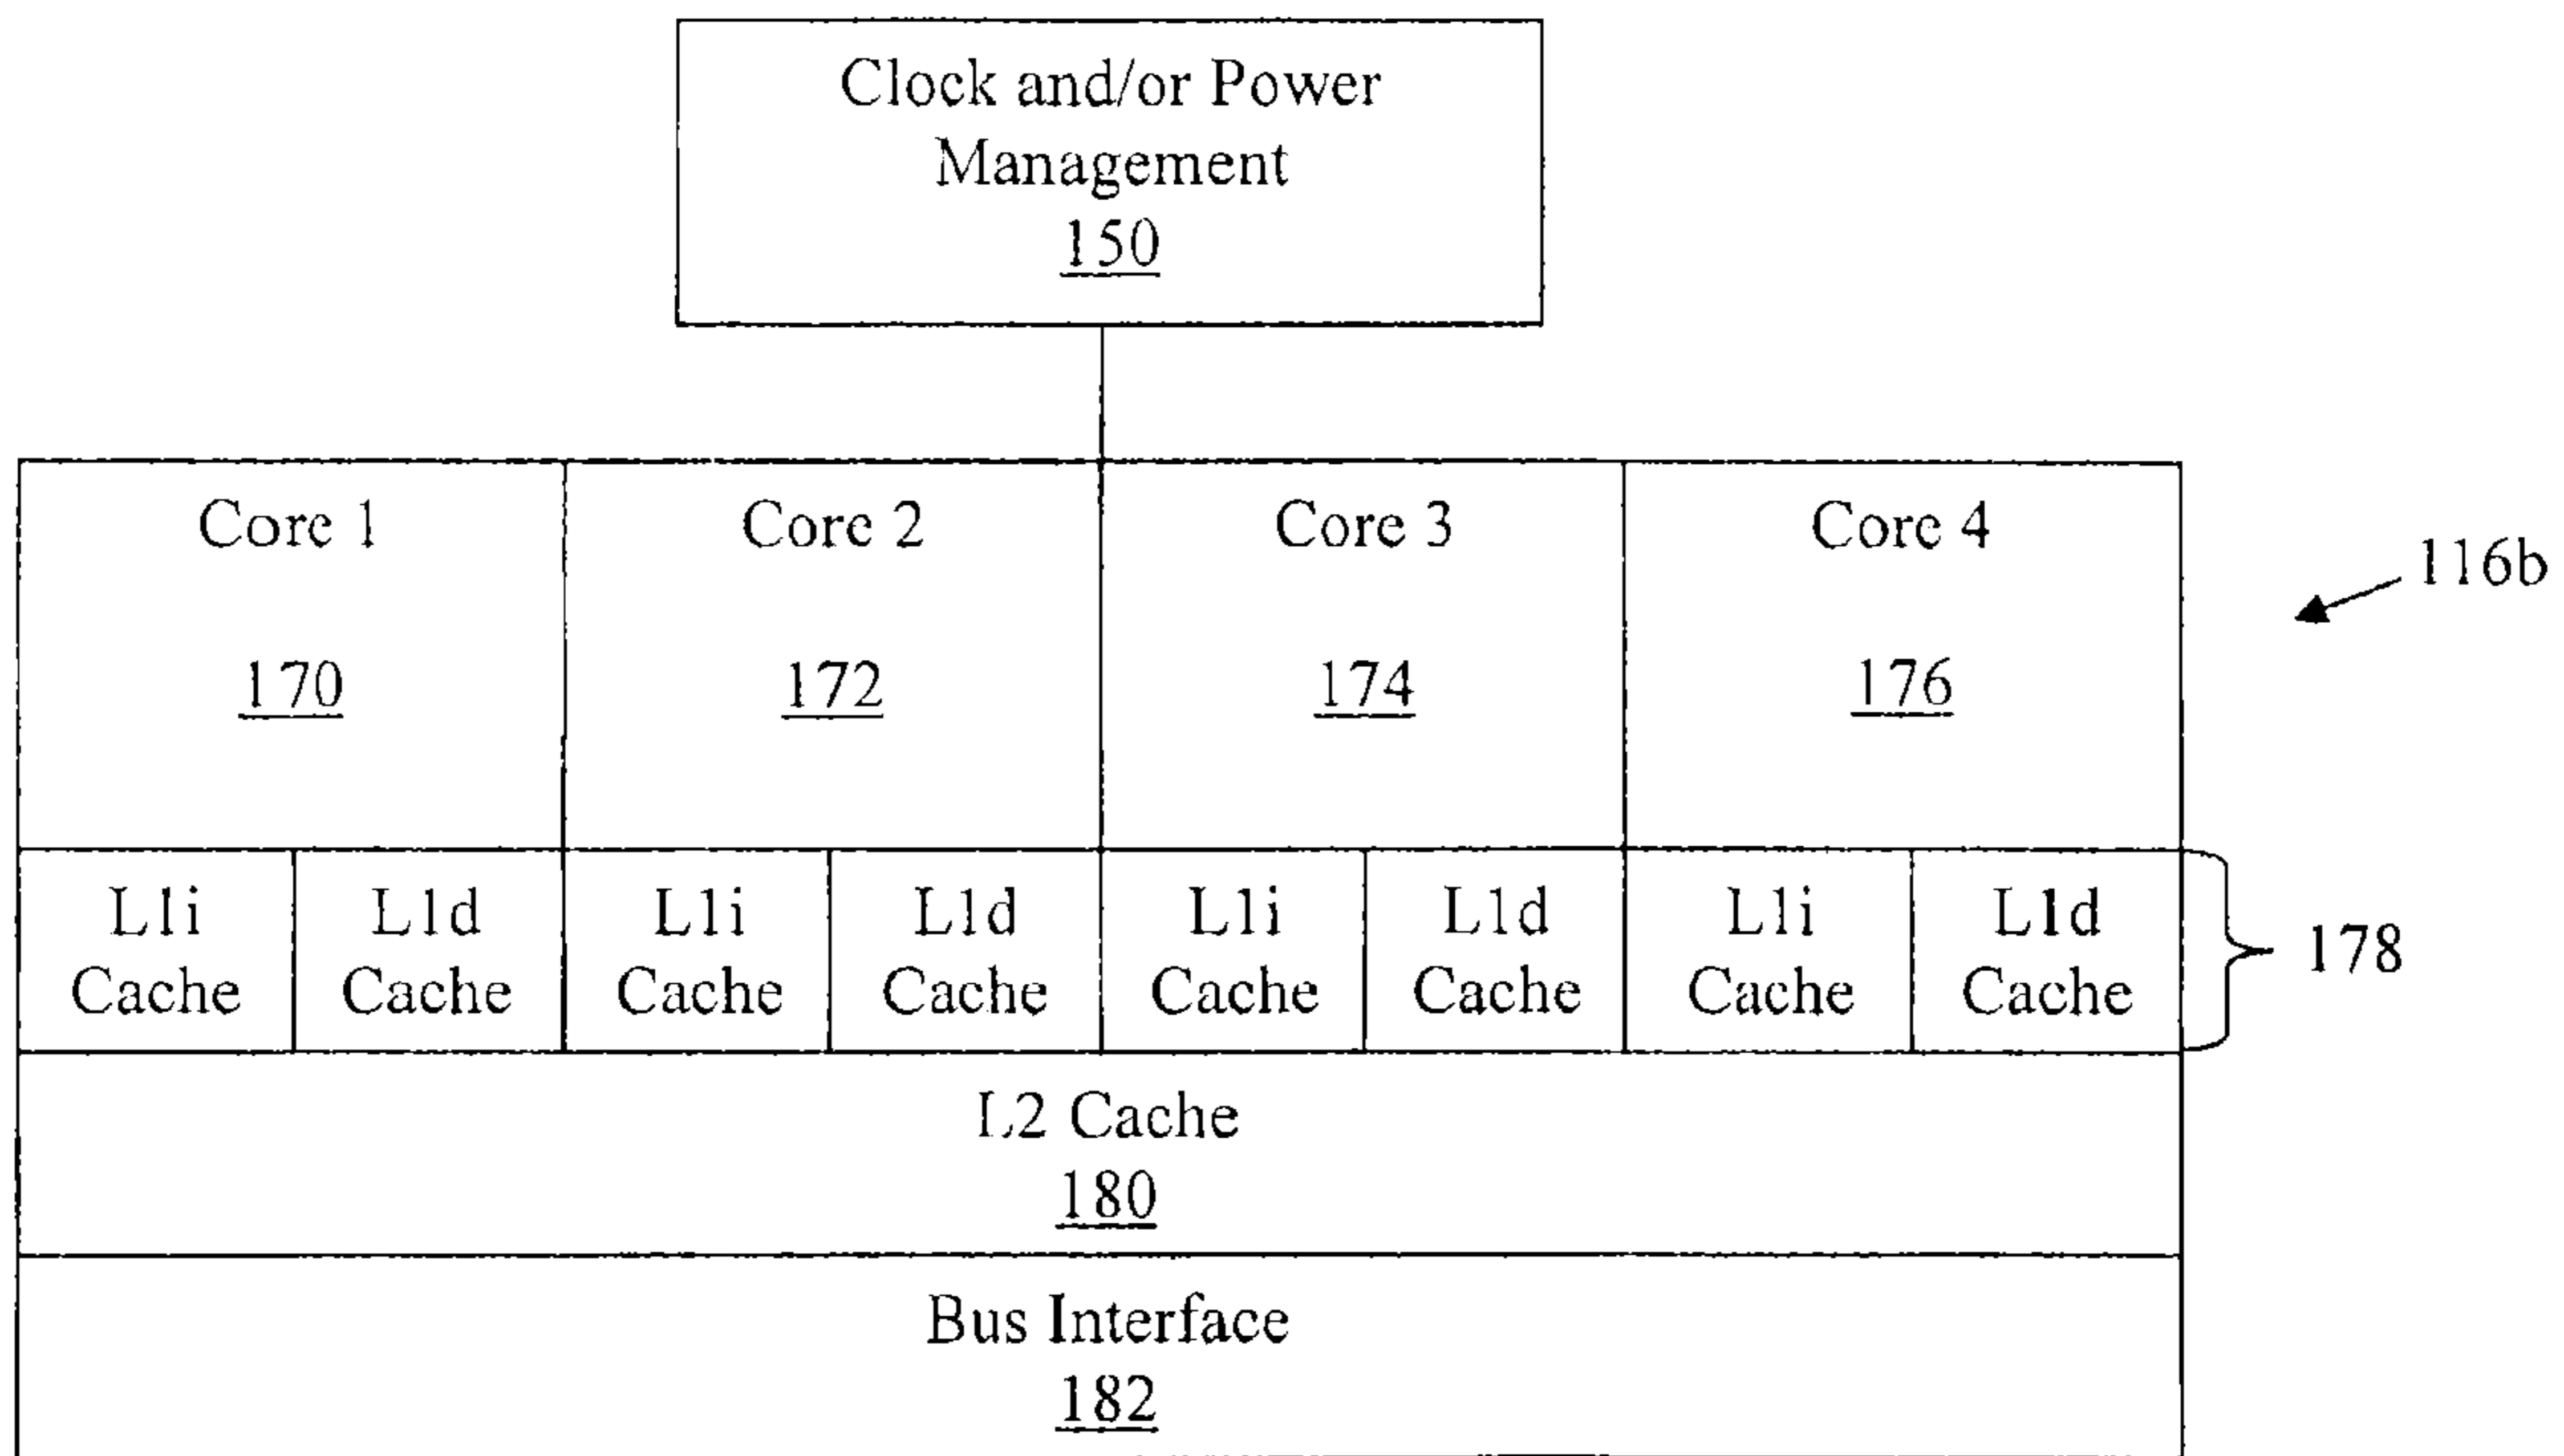 Clock and/or Power
Management
150
Core 1
Core 2
Core 3
Core 4
116b
170
172
174
176
L1i
Cache
L1d
Cache
L1i
Cache
L1d
Cache
L1i
Cache
L1d
Cache
L1i
Cache
L1d
Cache
178
L2 Cache
180
Bus Interface
182